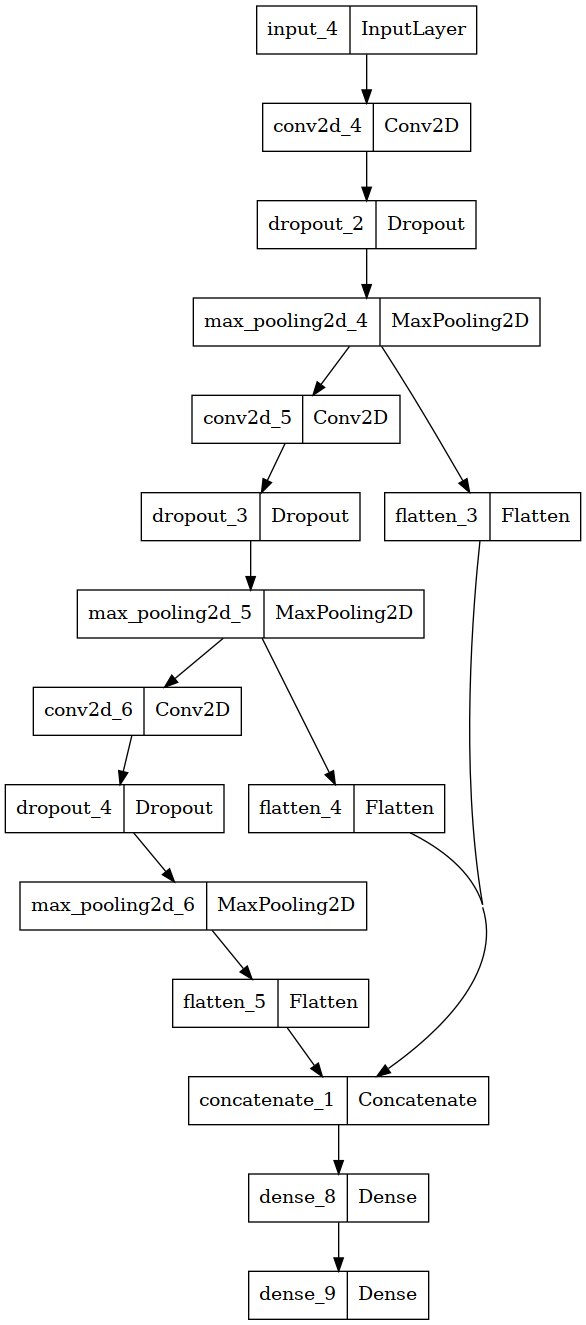 input_4 InputLayer
conv2d_4 Conv2D
dropout_2 Dropout
max_pooling2d_4 MaxPooling2D
conv2d_5 Conv2D
dropout_3 Dropout
flatten_3 Flatten
max_pooling2d_5 MaxPooling2D
conv2d_6 Conv2D
dropout_4 Dropout
flatten_4 Flatten
max_pooling2d_6 MaxPooling2D
flatten_5 Flatten
concatenate_1 Concatenate
dense_8 Dense
dense_9 Dense